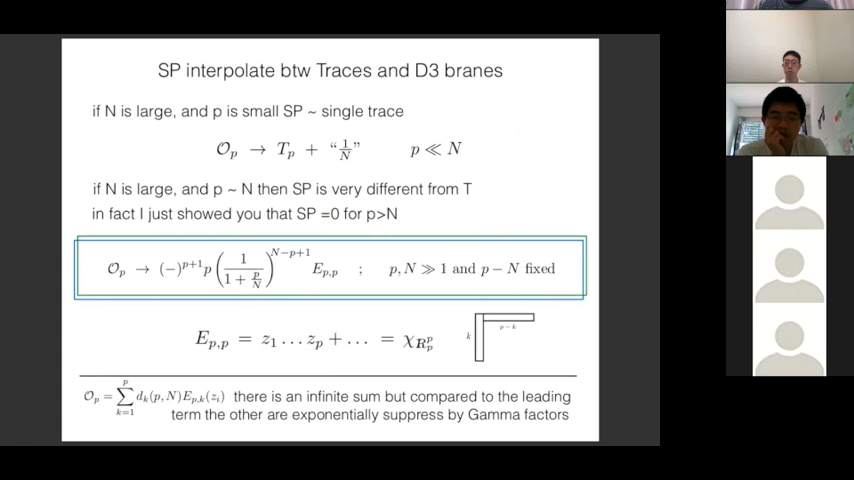 SP interpolate btw Traces and D3 branes
if N is large, and p is small SP ~ single trace
𝒪_p → T_p + “1/N” p ≪ N
if N is large, and p ~ N then SP is very different from T
in fact I just showed you that SP =0 for p>N
𝒪_p → (−)^{p+1} p (1/(1 + p/N))^{N−p+1} E_{p,p} ; p, N ≫ 1 and p − N fixed
E_{p,p} = z_1 … z_p + … = χ_{R_p^p} k p − k
𝒪_p = ∑_{k=1}^{p} d_k(p, N)E_{p,k}(z_i) there is an infinite sum but compared to the leading
term the other are exponentially suppress by Gamma factors